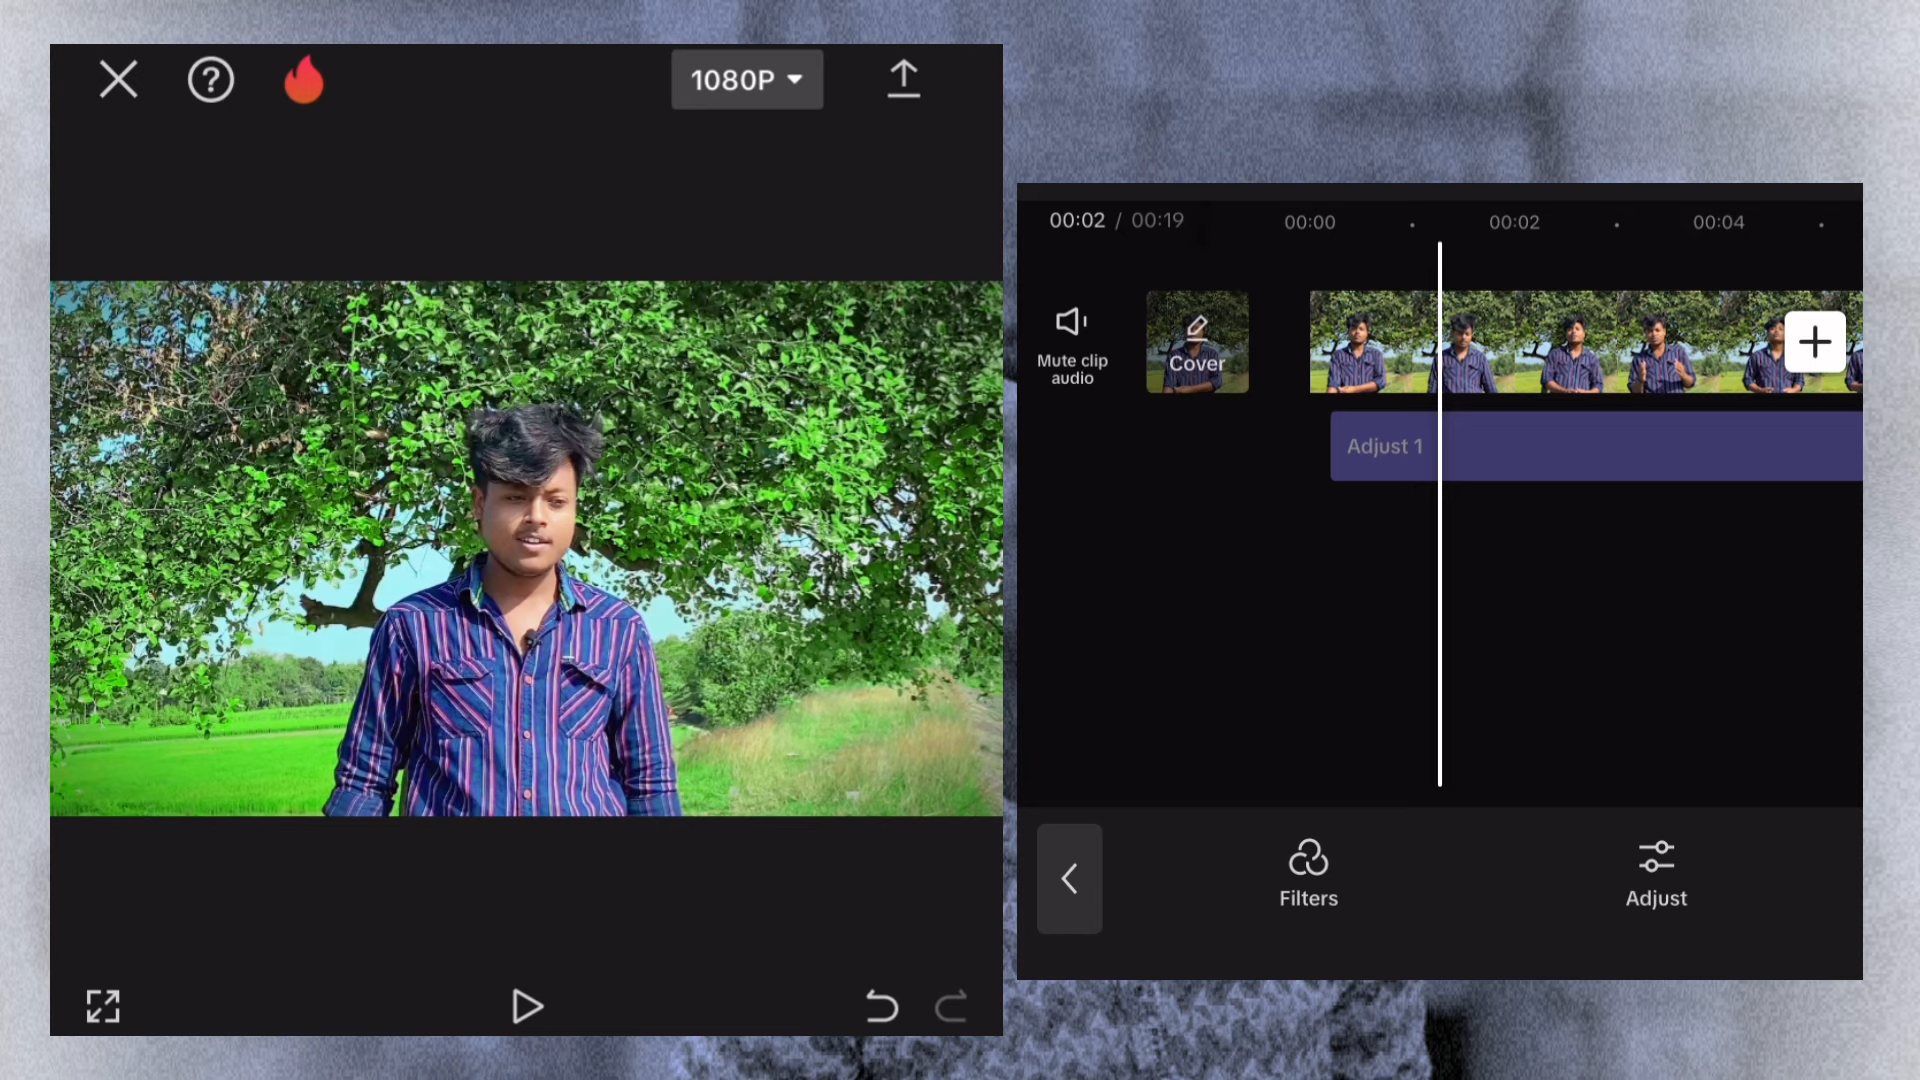 1080P
00:02 / 00:19
00:00
00:02
00:04
Mute clip
audio
Cover
Adjust 1
Filters
Adjust